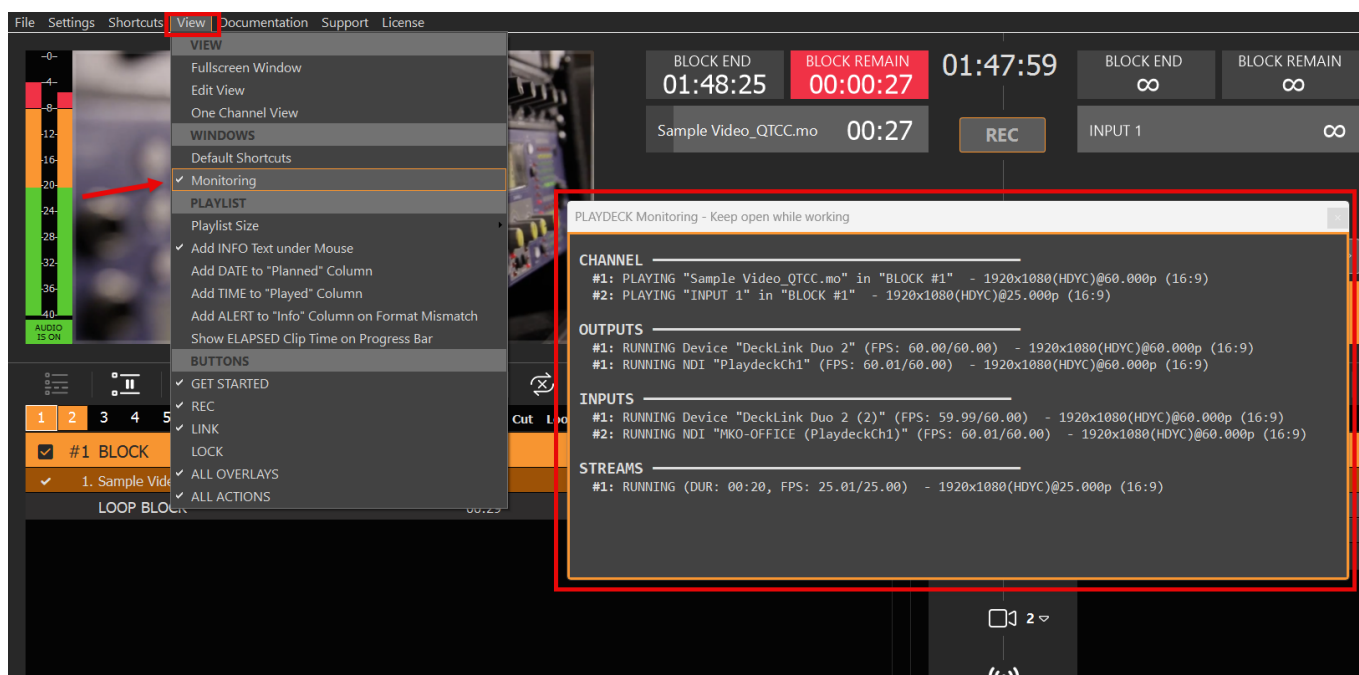 File Settings Shortcuts View Documentation Support License
VIEW
Fullscreen Window
Edit View
One Channel View
WINDOWS
Default Shortcuts
Monitoring
PLAYLIST
Playlist Size
Add INFO Text under Mouse
Add DATE to "Planned" Column
Add TIME to "Played" Column
Add ALERT to "Info" Column on Format Mismatch
Show ELAPSED Clip Time on Progress Bar
BUTTONS
GET STARTED
REC
LINK
LOCK
ALL OVERLAYS
ALL ACTIONS
-0-
-4-
-8-
-12-
-16-
-20-
-24-
-28-
-32-
-36-
-40-
AUDIO
IS ON
BLOCK END
01:48:25
BLOCK REMAIN
00:00:27
01:47:59
BLOCK END
∞
BLOCK REMAIN
∞
Sample Video_QTCC.mo 00:27
REC
INPUT 1 ∞
PLAYDECK Monitoring - Keep open while working
CHANNEL
#1: PLAYING "Sample Video_QTCC.mo" in "BLOCK #1" - 1920x1080(HDYC)@60.000p (16:9)
#2: PLAYING "INPUT 1" in "BLOCK #1" - 1920x1080(HDYC)@25.000p (16:9)
OUTPUTS
#1: RUNNING Device "DeckLink Duo 2" (FPS: 60.00/60.00) - 1920x1080(HDYC)@60.000p (16:9)
#1: RUNNING NDI "PlaydeckCh1" (FPS: 60.01/60.00) - 1920x1080(HDYC)@60.000p (16:9)
INPUTS
#1: RUNNING Device "DeckLink Duo 2 (2)" (FPS: 59.99/60.00) - 1920x1080(HDYC)@60.000p (16:9)
#2: RUNNING NDI "MKO-OFFICE (PlaydeckCh1)" (FPS: 60.01/60.00) - 1920x1080(HDYC)@60.000p (16:9)
STREAMS
#1: RUNNING (DUR: 00:20, FPS: 25.01/25.00) - 1920x1080(HDYC)@25.000p (16:9)
1 2 3 4 5
Cut
#1 BLOCK
1. Sample
LOOP BLOCK 00:29
2